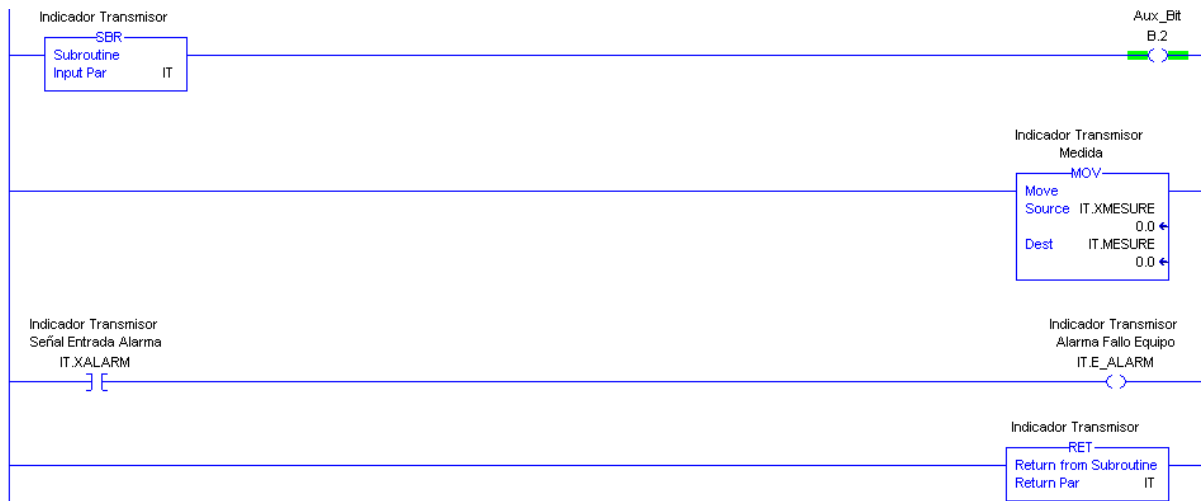 Indicador Transmisor
SBR
Subroutine
Input Par IT
Aux_Bit
B.2
Indicador Transmisor
Medida
MOV
Move
Source IT.XMESURE
0.0
Dest IT.MESURE
0.0
Indicador Transmisor
Señal Entrada Alarma
IT.XALARM
Indicador Transmisor
Alarma Fallo Equipo
IT.E_ALARM
Indicador Transmisor
RET
Return from Subroutine
Return Par IT